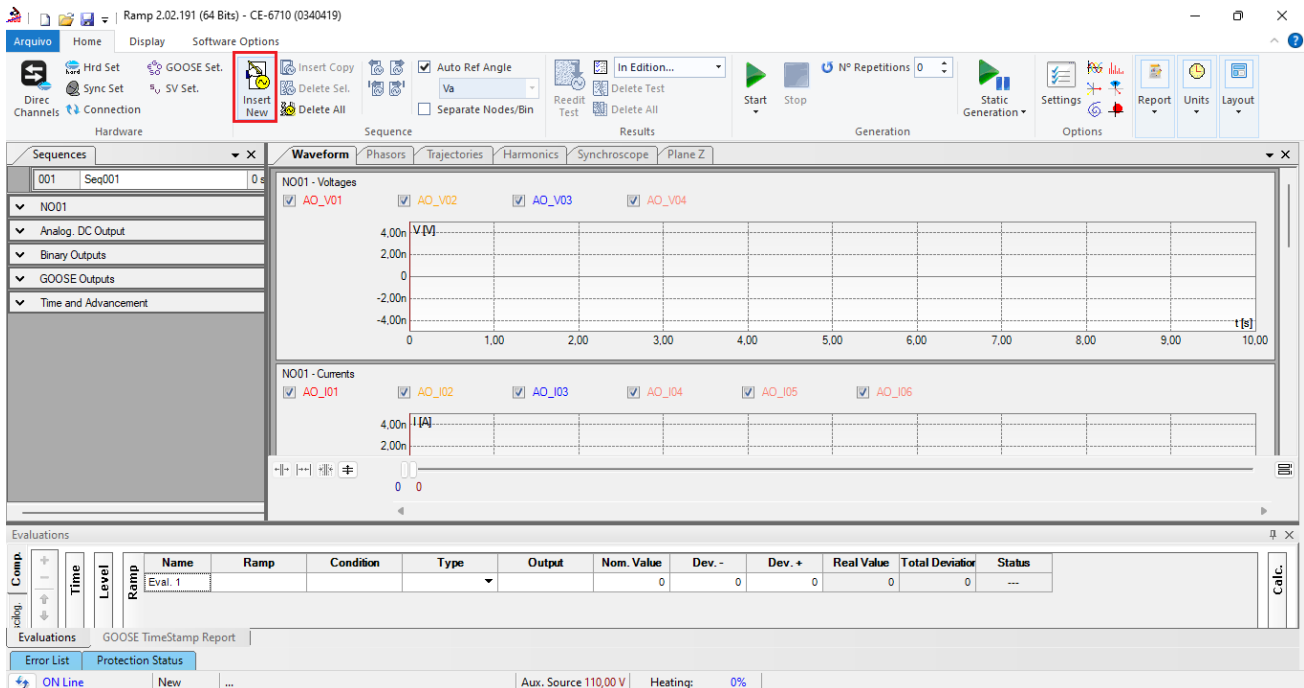 Ramp 2.02.191 (64 Bits) - CE-6710 (0340419)
Arquivo Home Display Software Options
Hrd Set GOOSE Set.
Sync Set SV Set.
Direc Channels Connection
Hardware
Insert New
Insert Copy
Delete Sel.
Delete All
Auto Ref Angle
Va
Separate Nodes/Bin
Sequence
Reedit Test
In Edition...
Delete Test
Delete All
Results
Start Stop
Nº Repetitions 0
Static Generation
Generation
Settings
Options
Report Units Layout
Sequences
001 Seq001 0 s
NO01
Analog. DC Output
Binary Outputs
GOOSE Outputs
Time and Advancement
Waveform Phasors Trajectories Harmonics Synchroscope Plane Z
NO01 - Voltages
AO_V01 AO_V02 AO_V03 AO_V04
V [V]
4,00n
2,00n
0
-2,00n
-4,00n
t [s]
0 1,00 2,00 3,00 4,00 5,00 6,00 7,00 8,00 9,00 10,00
NO01 - Currents
AO_I01 AO_I02 AO_I03 AO_I04 AO_I05 AO_I06
I [A]
4,00n
2,00n
0 0
Evaluations
Comp.
Time
Level
Ramp
Name Ramp Condition Type Output Nom. Value Dev. - Dev. + Real Value Total Deviation Status
Eval. 1 0 0 0 0 0 ---
Calc.
Evaluations GOOSE TimeStamp Report
Error List Protection Status
ON Line New ... Aux. Source 110,00 V Heating: 0%